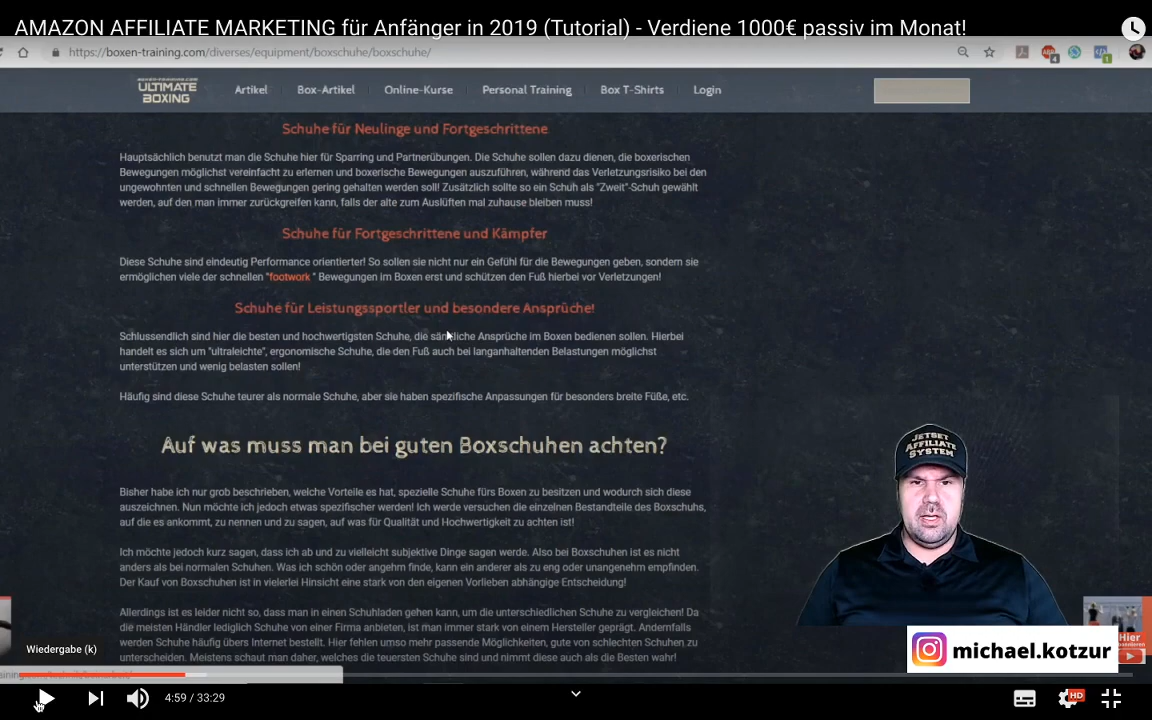 AMAZON AFFILIATE MARKETING für Anfänger in 2019 (Tutorial) - Verdiene 1000€ passiv im Monat!
https://boxen-training.com/diverses/equipment/boxschuhe/boxschuhe/
BOXEN-TRAINING.COM
ULTIMATE
BOXING
Artikel Box-Artikel Online-Kurse Personal Training Box T-Shirts Login
Schuhe für Neulinge und Fortgeschrittene
Hauptsächlich benutzt man die Schuhe hier für Sparring und Partnerübungen. Die Schuhe sollen dazu dienen, die boxerischen
Bewegungen möglichst vereinfacht zu erlernen und boxerische Bewegungen auszuführen, während das Verletzungsrisiko bei den
ungewohnten und schnellen Bewegungen gering gehalten werden soll! Zusätzlich sollte so ein Schuh als "Zweit"-Schuh gewählt
werden, auf den man immer zurückgreifen kann, falls der alte zum Auslüften mal zuhause bleiben muss!
Schuhe für Fortgeschrittene und Kämpfer
Diese Schuhe sind eindeutig Performance orientierter! So sollen sie nicht nur ein Gefühl für die Bewegungen geben, sondern sie
ermöglichen viele der schnellen "footwork " Bewegungen im Boxen erst und schützen den Fuß hierbei vor Verletzungen!
Schuhe für Leistungssportler und besondere Ansprüche!
Schlussendlich sind hier die besten und hochwertigsten Schuhe, die sämtliche Ansprüche im Boxen bedienen sollen. Hierbei
handelt es sich um "ultraleichte", ergonomische Schuhe, die den Fuß auch bei langanhaltenden Belastungen möglichst
unterstützen und wenig belasten sollen!
Häufig sind diese Schuhe teurer als normale Schuhe, aber sie haben spezifische Anpassungen für besonders breite Füße, etc.
Auf was muss man bei guten Boxschuhen achten?
Bisher habe ich nur grob beschrieben, welche Vorteile es hat, spezielle Schuhe fürs Boxen zu besitzen und wodurch sich diese
auszeichnen. Nun möchte ich jedoch etwas spezifischer werden! Ich werde versuchen die einzelnen Bestandteile des Boxschuhs,
auf die es ankommt, zu nennen und zu sagen, auf was für Qualität und Hochwertigkeit zu achten ist!
Ich möchte jedoch kurz sagen, dass ich ab und zu vielleicht subjektive Dinge sagen werde. Also bei Boxschuhen ist es nicht
anders als bei normalen Schuhen. Was ich schön oder angehm finde, kann ein anderer als zu eng oder unangenehm empfinden.
Der Kauf von Boxschuhen ist in vielerlei Hinsicht eine stark von den eigenen Vorlieben abhängige Entscheidung!
Allerdings ist es leider nicht so, dass man in einen Schuhladen gehen kann, um die unterschiedlichen Schuhe zu vergleichen! Da
die meisten Händler lediglich Schuhe von einer Firma anbieten, ist man immer stark von einem Hersteller geprägt. Andernfalls
werden Schuhe häufig übers Internet bestellt. Hier fehlen umso mehr passende Möglichkeiten, gute von schlechten Schuhen zu
unterscheiden. Meistens schaut man daher, welches die teuersten Schuhe sind und nimmt diese auch als die Besten wahr!
JETSET
AFFILIATE
SYSTEM
Hier
michael.kotzur
Wiedergabe (k)
4:59 / 33:29
HD